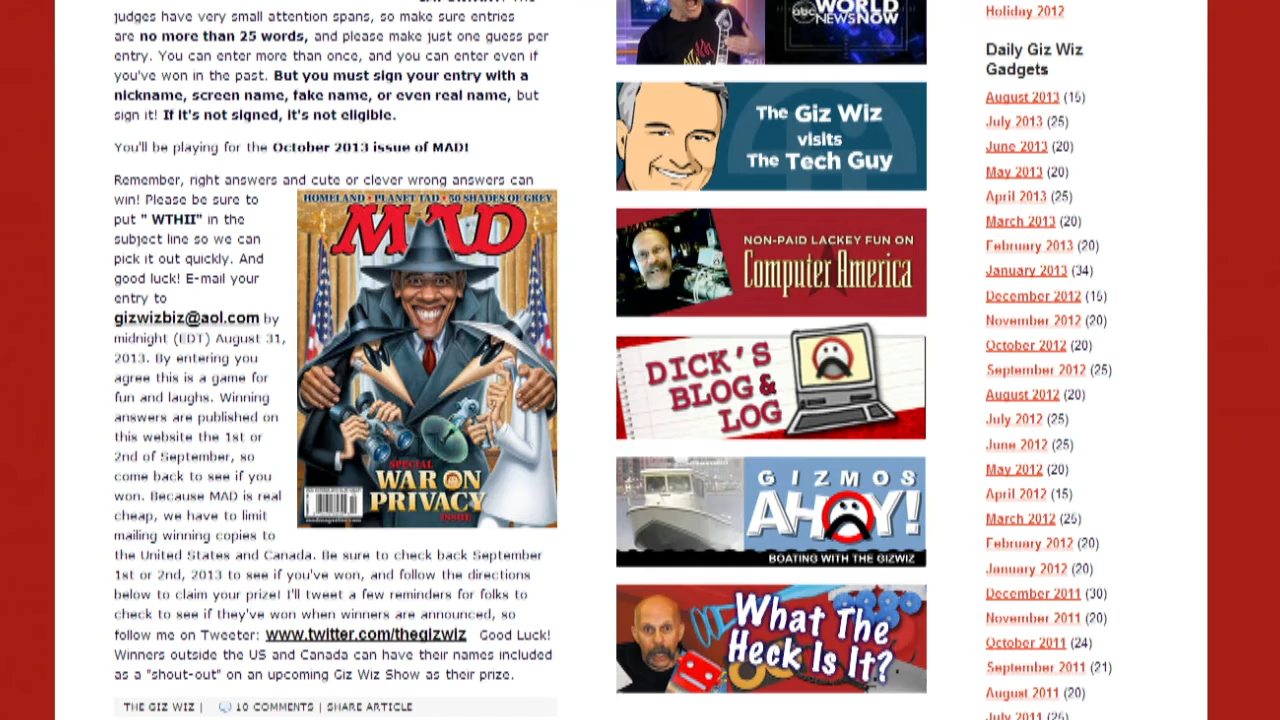 judges have very small attention spans, so make sure entries
are no more than 25 words, and please make just one guess per
entry. You can enter more than once, and you can enter even if
you've won in the past. But you must sign your entry with a
nickname, screen name, fake name, or even real name, but
sign it! If it's not signed, it's not eligible.
You'll be playing for the October 2013 issue of MAD!
Remember, right answers and cute or clever wrong answers can
win! Please be sure to
put " WTHII" in the
subject line so we can
pick it out quickly. And
good luck! E-mail your
entry to
gizwizbiz@aol.com by
midnight (EDT) August 31,
2013. By entering you
agree this is a game for
fun and laughs. Winning
answers are published on
this website the 1st or
2nd of September, so
come back to see if you
won. Because MAD is real
cheap, we have to limit
mailing winning copies to
the United States and Canada. Be sure to check back September
1st or 2nd, 2013 to see if you've won, and follow the directions
below to claim your prize! I'll tweet a few reminders for folks to
check to see if they've won when winners are announced, so
follow me on Tweeter: www.twitter.com/thegizwiz Good Luck!
Winners outside the US and Canada can have their names included
as a "shout-out" on an upcoming Giz Wiz Show as their prize.
THE GIZ WIZ | 10 COMMENTS | SHARE ARTICLE
HOMELAND • PLANET TAD • 50 SHADES OF GREY
MAD
SPECIAL
WAR ON
PRIVACY
ISSUE
abc WORLD
NEWS NOW
The Giz Wiz
visits
The Tech Guy
NON-PAID LACKEY FUN ON
Computer America
DICK'S
BLOG &
LOG
GIZMOS
AHOY!
BOATING WITH THE GIZWIZ
What The
Heck Is It?
Holiday 2012
Daily Giz Wiz
Gadgets
August 2013 (15)
July 2013 (25)
June 2013 (20)
May 2013 (20)
April 2013 (25)
March 2013 (20)
February 2013 (20)
January 2013 (34)
December 2012 (15)
November 2012 (20)
October 2012 (20)
September 2012 (25)
August 2012 (20)
July 2012 (25)
June 2012 (25)
May 2012 (20)
April 2012 (15)
March 2012 (25)
February 2012 (20)
January 2012 (20)
December 2011 (30)
November 2011 (20)
October 2011 (24)
September 2011 (21)
August 2011 (20)
July 2011 (25)